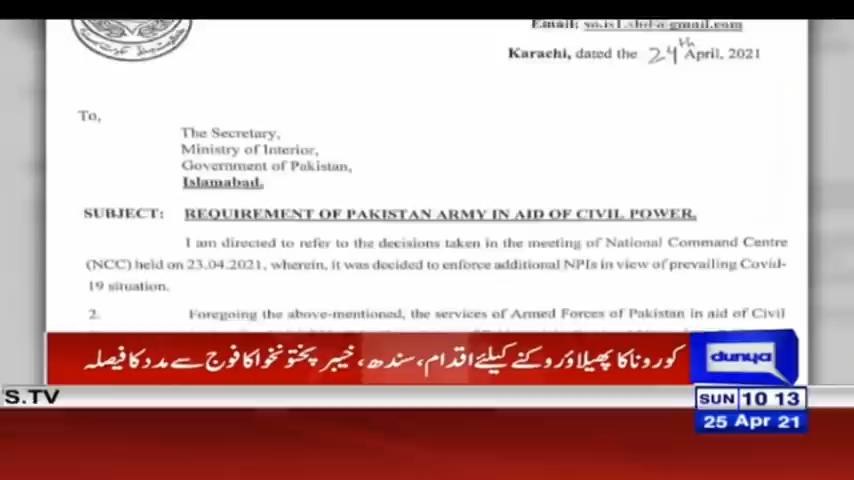 Karachi, dated the 24th April, 2021
To,
The Secretary,
Ministry of Interior,
Government of Pakistan,
Islamabad.
SUBJECT: REQUIREMENT OF PAKISTAN ARMY IN AID OF CIVIL POWER.
I am directed to refer to the decisions taken in the meeting of National Command Centre
(NCC) held on 23.04.2021, wherein, it was decided to enforce additional NPIs in view of prevailing Covid-
19 situation.
2. Foregoing the above-mentioned, the services of Armed Forces of Pakistan in aid of Civil
کورونا کا پھیلاؤ روکنے کیلئے اقدام، سندھ، خیبر پختونخوا کا فوج سے مدد کا فیصلہ
dunya
S.TV
SUN 10 13
25 Apr 21